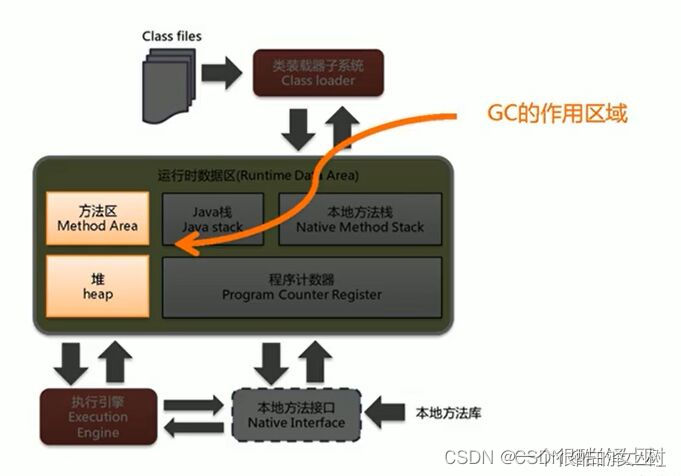 Class files
类装载器子系统
Class loader
GC的作用区域
运行时数据区(Runtime Data Area)
方法区
Method Area
Java栈
Java stack
本地方法栈
Native Method Stack
堆
heap
程序计数器
Program Counter Register
执行引擎
Execution
Engine
本地方法接口
Native Interface
本地方法库